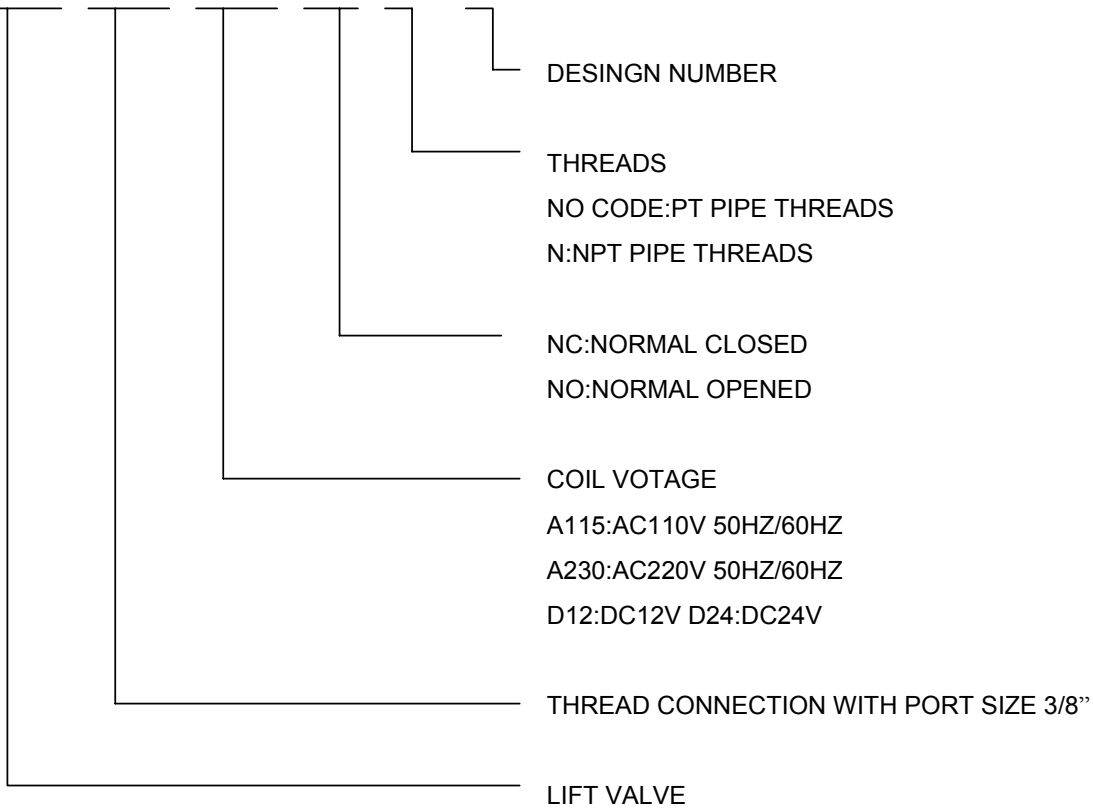 DESINGN NUMBER
THREADS
NO CODE:PT PIPE THREADS
N:NPT PIPE THREADS
NC:NORMAL CLOSED
NO:NORMAL OPENED
COIL VOTAGE
A115:AC110V 50HZ/60HZ
A230:AC220V 50HZ/60HZ
D12:DC12V D24:DC24V
THREAD CONNECTION WITH PORT SIZE 3/8”
LIFT VALVE